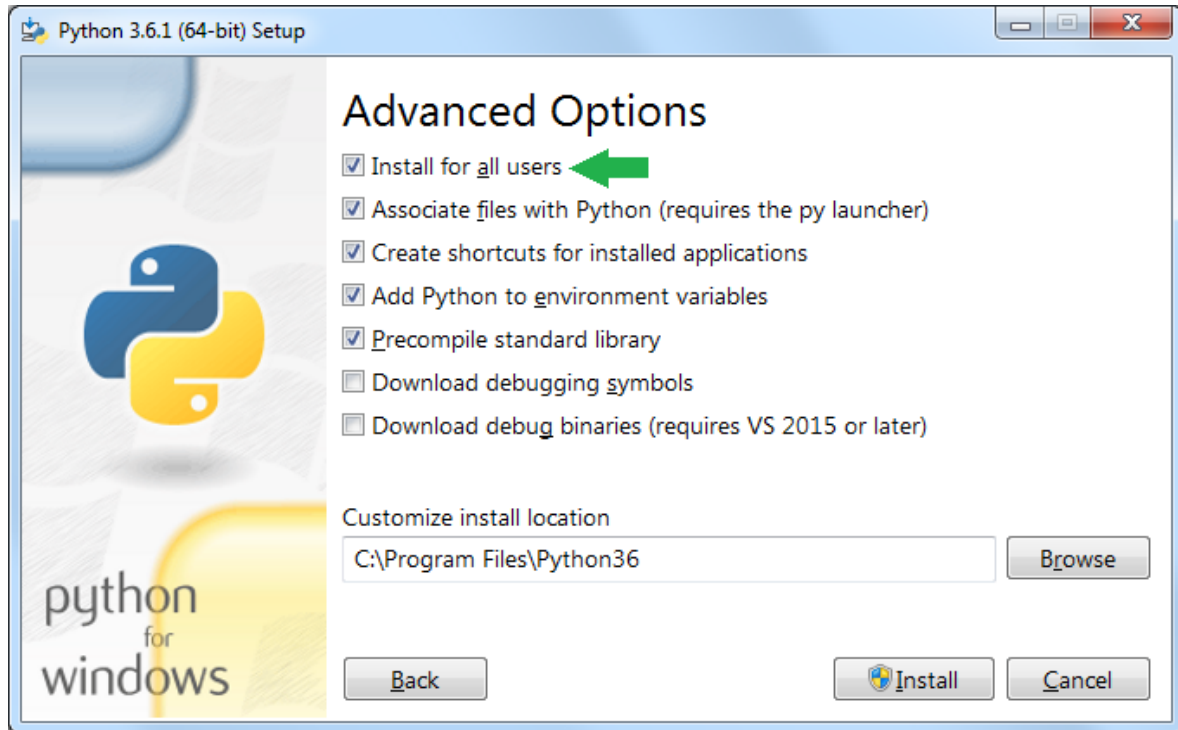 Python 3.6.1 (64-bit) Setup
Advanced Options
Install for all users
Associate files with Python (requires the py launcher)
Create shortcuts for installed applications
Add Python to environment variables
Precompile standard library
Download debugging symbols
Download debug binaries (requires VS 2015 or later)
Customize install location
C:\Program Files\Python36
Browse
python
for
windows
Back
Install
Cancel